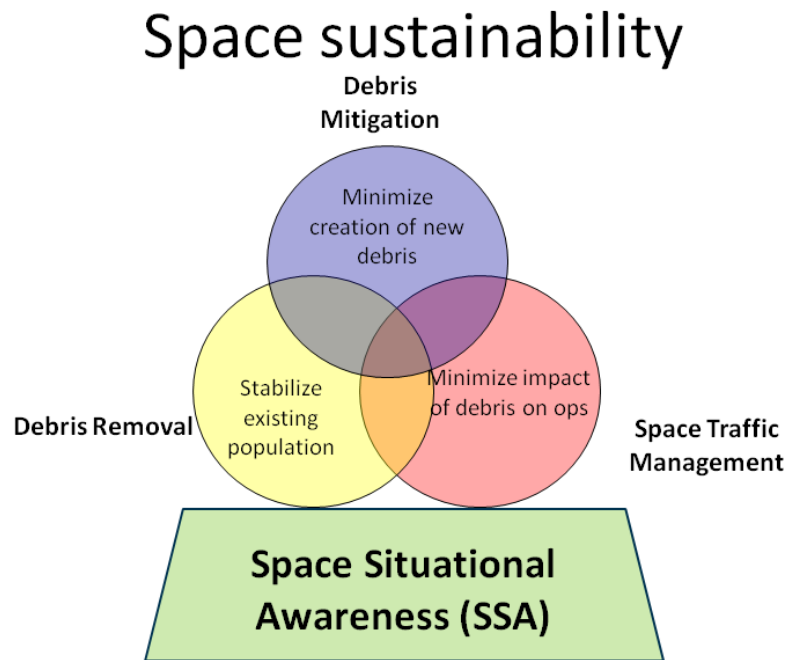 Space sustainability
Debris
Mitigation
Minimize
creation of new
debris
Stabilize
existing
population
Minimize impact
of debris on ops
Debris Removal
Space Traffic
Management
Space Situational
Awareness (SSA)